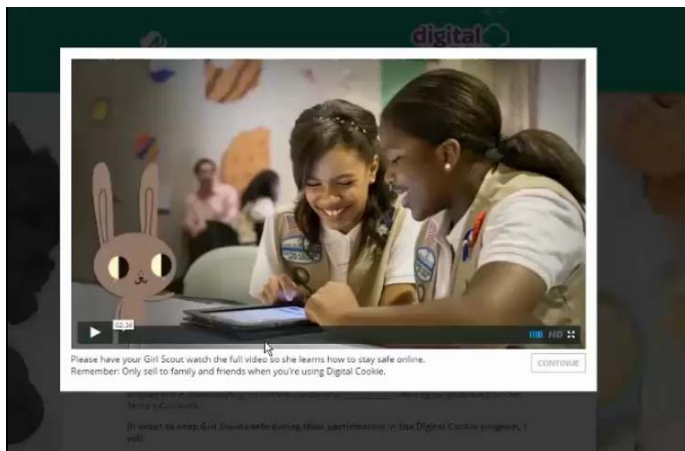 digital
02:38
HD
Please have your Girl Scout watch the full video so she learns how to stay safe online.
Remember: Only sell to family and friends when you're using Digital Cookie.
CONTINUE
In order to keep Girl Scouts safe during their participation in the Digital Cookie program, I
will: